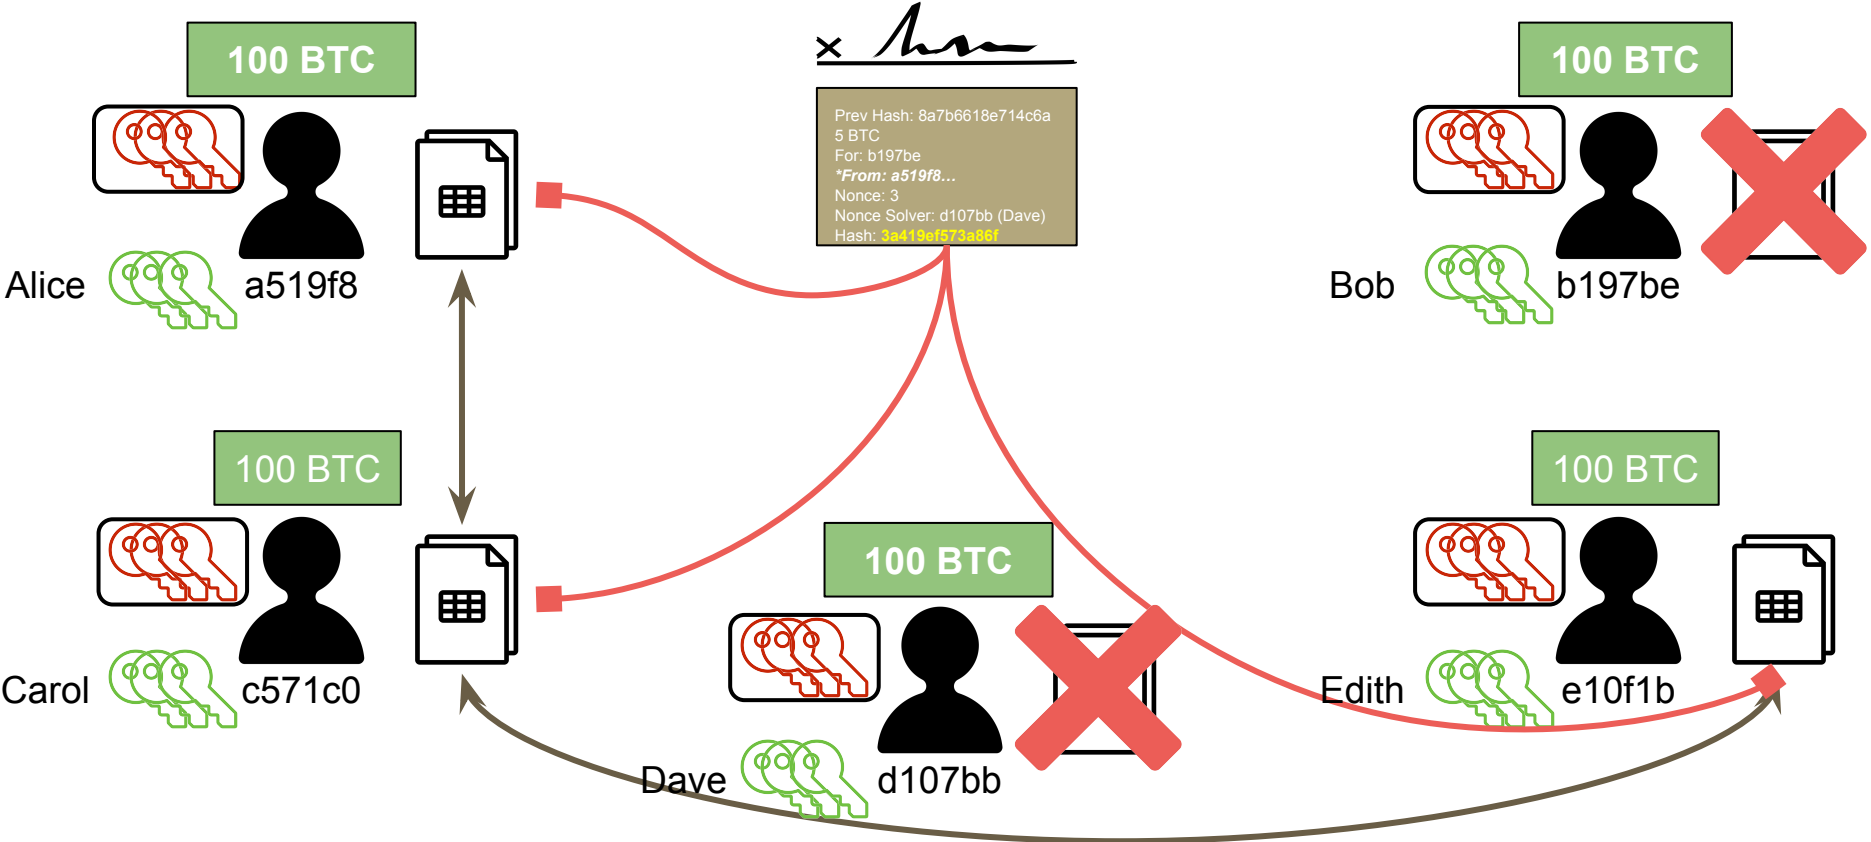 100 BTC
100 BTC
Prev Hash: 8a7b6618e714c6a
5 BTC
For: b197be
*From: a519f8...
Nonce: 3
Nonce Solver: d107bb (Dave)
Hash: 3a419ef573a86f
Alice
a519f8
Bob
b197be
100 BTC
100 BTC
100 BTC
Carol
c571c0
Edith
e10f1b
Dave
d107bb